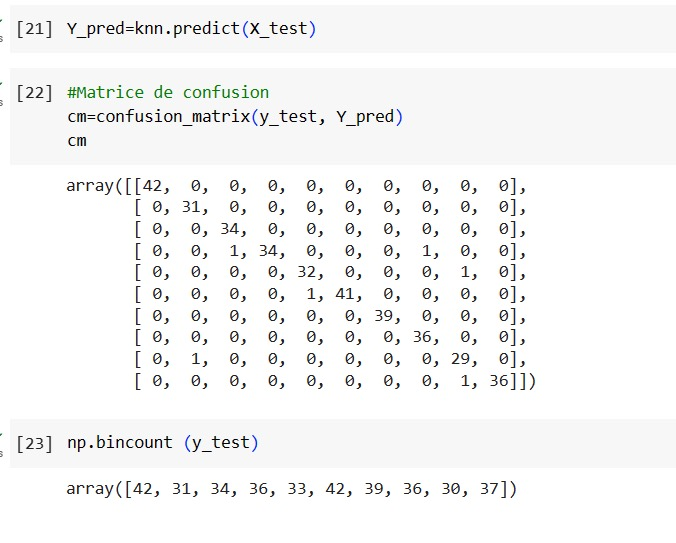 [21] Y_pred=knn.predict(X_test)
[22] #Matrice de confusion
cm=confusion_matrix(y_test, Y_pred)
cm
array([[42, 0, 0, 0, 0, 0, 0, 0, 0, 0],
[ 0, 31, 0, 0, 0, 0, 0, 0, 0, 0],
[ 0, 0, 34, 0, 0, 0, 0, 0, 0, 0],
[ 0, 0, 1, 34, 0, 0, 0, 1, 0, 0],
[ 0, 0, 0, 0, 32, 0, 0, 0, 1, 0],
[ 0, 0, 0, 0, 1, 41, 0, 0, 0, 0],
[ 0, 0, 0, 0, 0, 0, 39, 0, 0, 0],
[ 0, 0, 0, 0, 0, 0, 0, 36, 0, 0],
[ 0, 1, 0, 0, 0, 0, 0, 0, 29, 0],
[ 0, 0, 0, 0, 0, 0, 0, 0, 1, 36]])
[23] np.bincount (y_test)
array([42, 31, 34, 36, 33, 42, 39, 36, 30, 37])